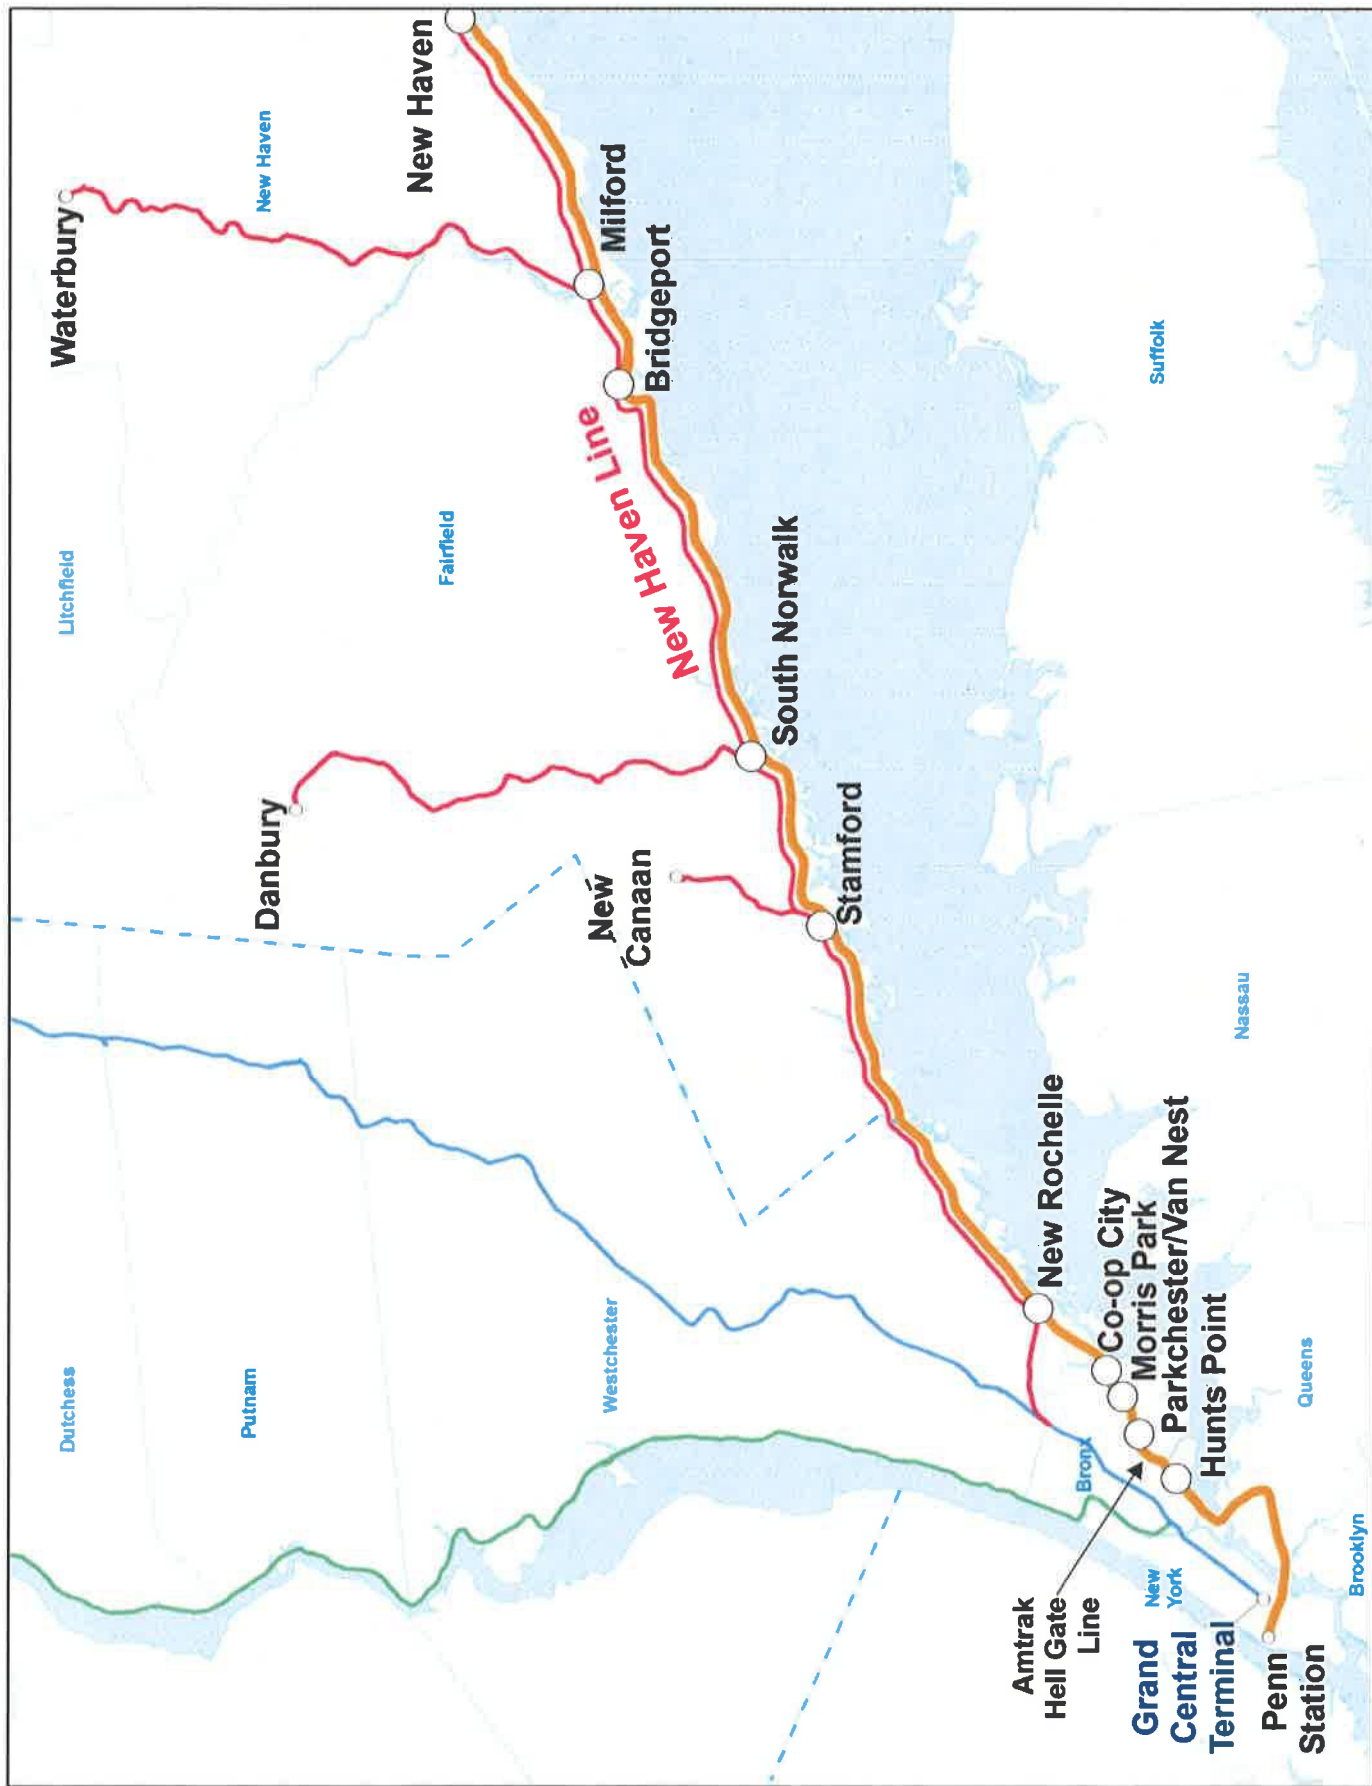 Dutchess
Litchfield
Waterbury
Putnam
Danbury
New Haven
Fairfield
New Haven
Westchester
New
Canaan
New Haven Line
Milford
Bridgeport
South Norwalk
Stamford
New Rochelle
Co-op City
Morris Park
Parkchester/Van Nest
Hunts Point
Bronx
Amtrak
Hell Gate
Line
New
York
Grand
Central
Terminal
Penn
Station
Suffolk
Nassau
Queens
Brooklyn